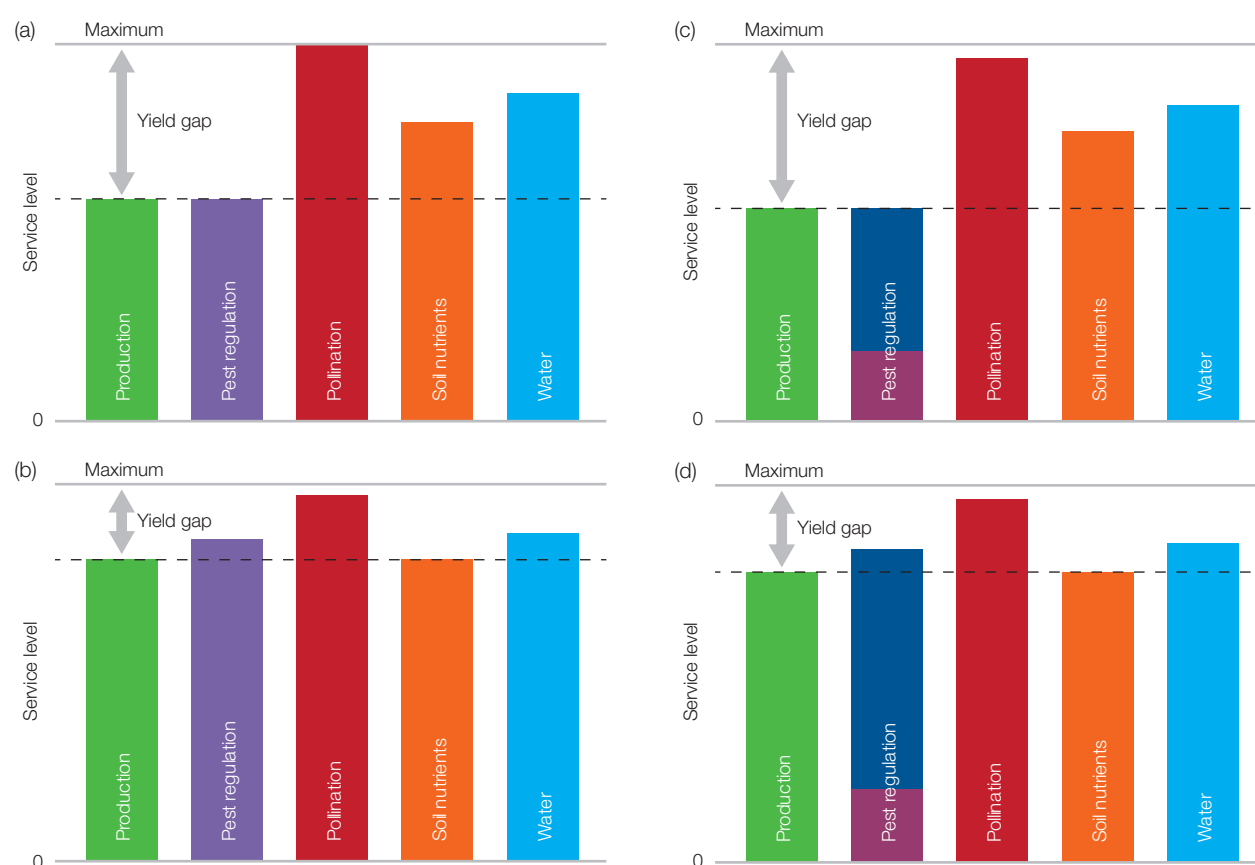 (a)
Maximum
Yield gap
Service level
0
Production
Pest regulation
Pollination
Soil nutrients
Water
(c)
Maximum
Yield gap
Service level
0
Production
Pest regulation
Pollination
Soil nutrients
Water
(b)
Maximum
Yield gap
Service level
0
Production
Pest regulation
Pollination
Soil nutrients
Water
(d)
Maximum
Yield gap
Service level
0
Production
Pest regulation
Pollination
Soil nutrients
Water